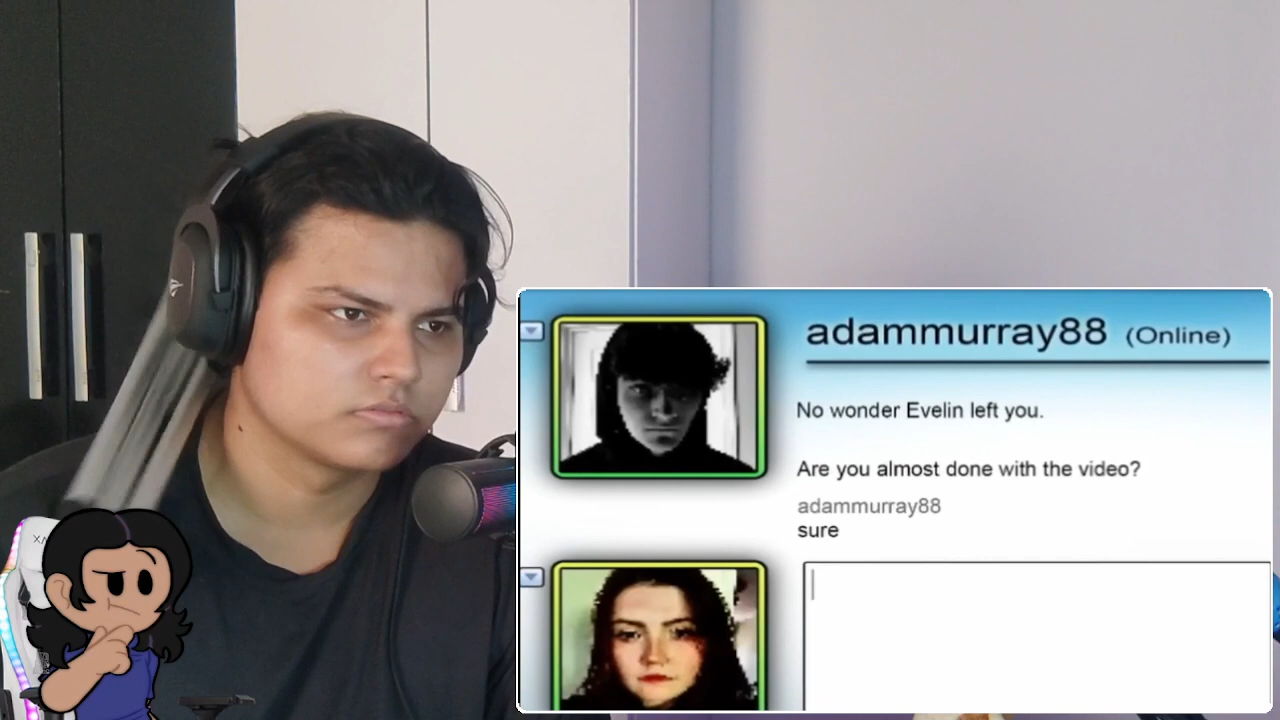 adammurray88 (Online)
No wonder Evelin left you.
Are you almost done with the video?
adammurray88
sure